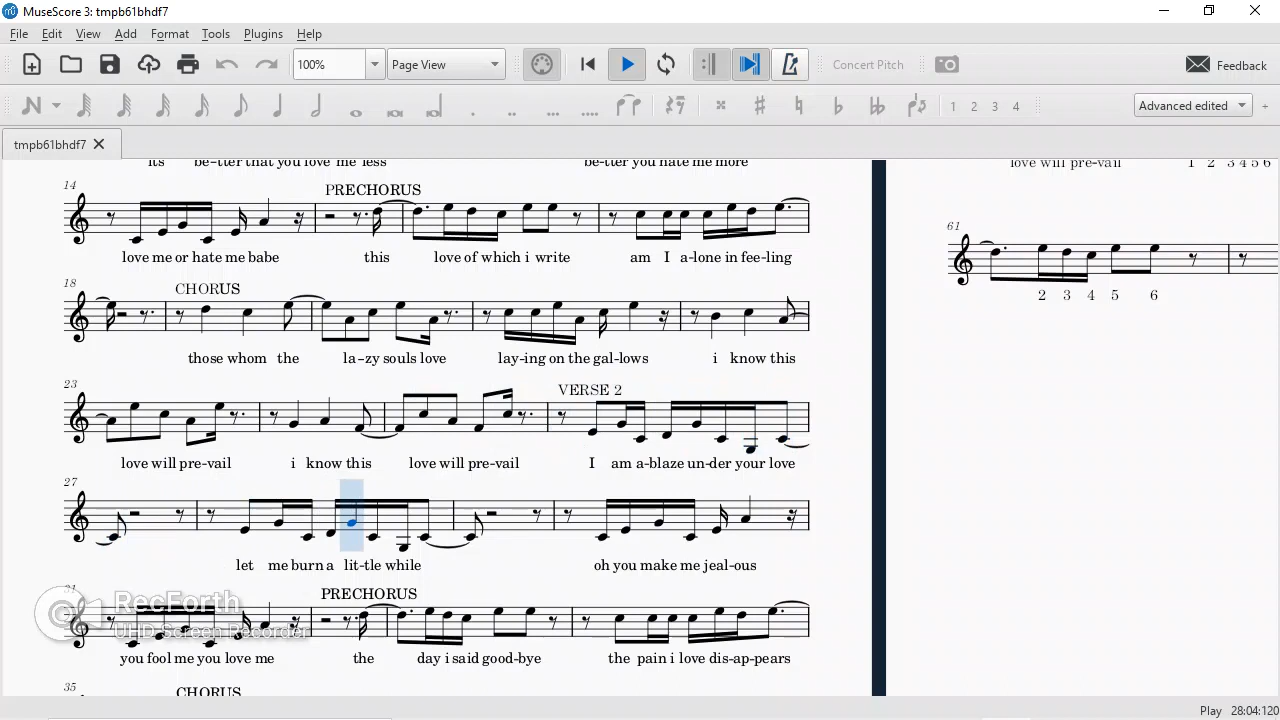 MuseScore 3: tmpb61bhdf7
File Edit View Add Format Tools Plugins Help
100% Page View Concert Pitch Feedback
1 2 3 4 Advanced edited
tmpb61bhdf7
its be-tter that you love me less be-tter you hate me more love will pre-vail 1 2 3 4 5 6
14 PRECHORUS
love me or hate me babe this love of which i write am I a-lone in fee-ling
61
2 3 4 5 6
18 CHORUS
those whom the la-zy souls love lay-ing on the gal-lows i know this
23 VERSE 2
love will pre-vail i know this love will pre-vail I am a-blaze un-der your love
27
let me burn a lit-tle while oh you make me jeal-ous
31 PRECHORUS
RecForth
UHD Screen Recorder
you fool me you love me the day i said good-bye the pain i love dis-ap-pears
35 CHORUS
Play 28:04:120